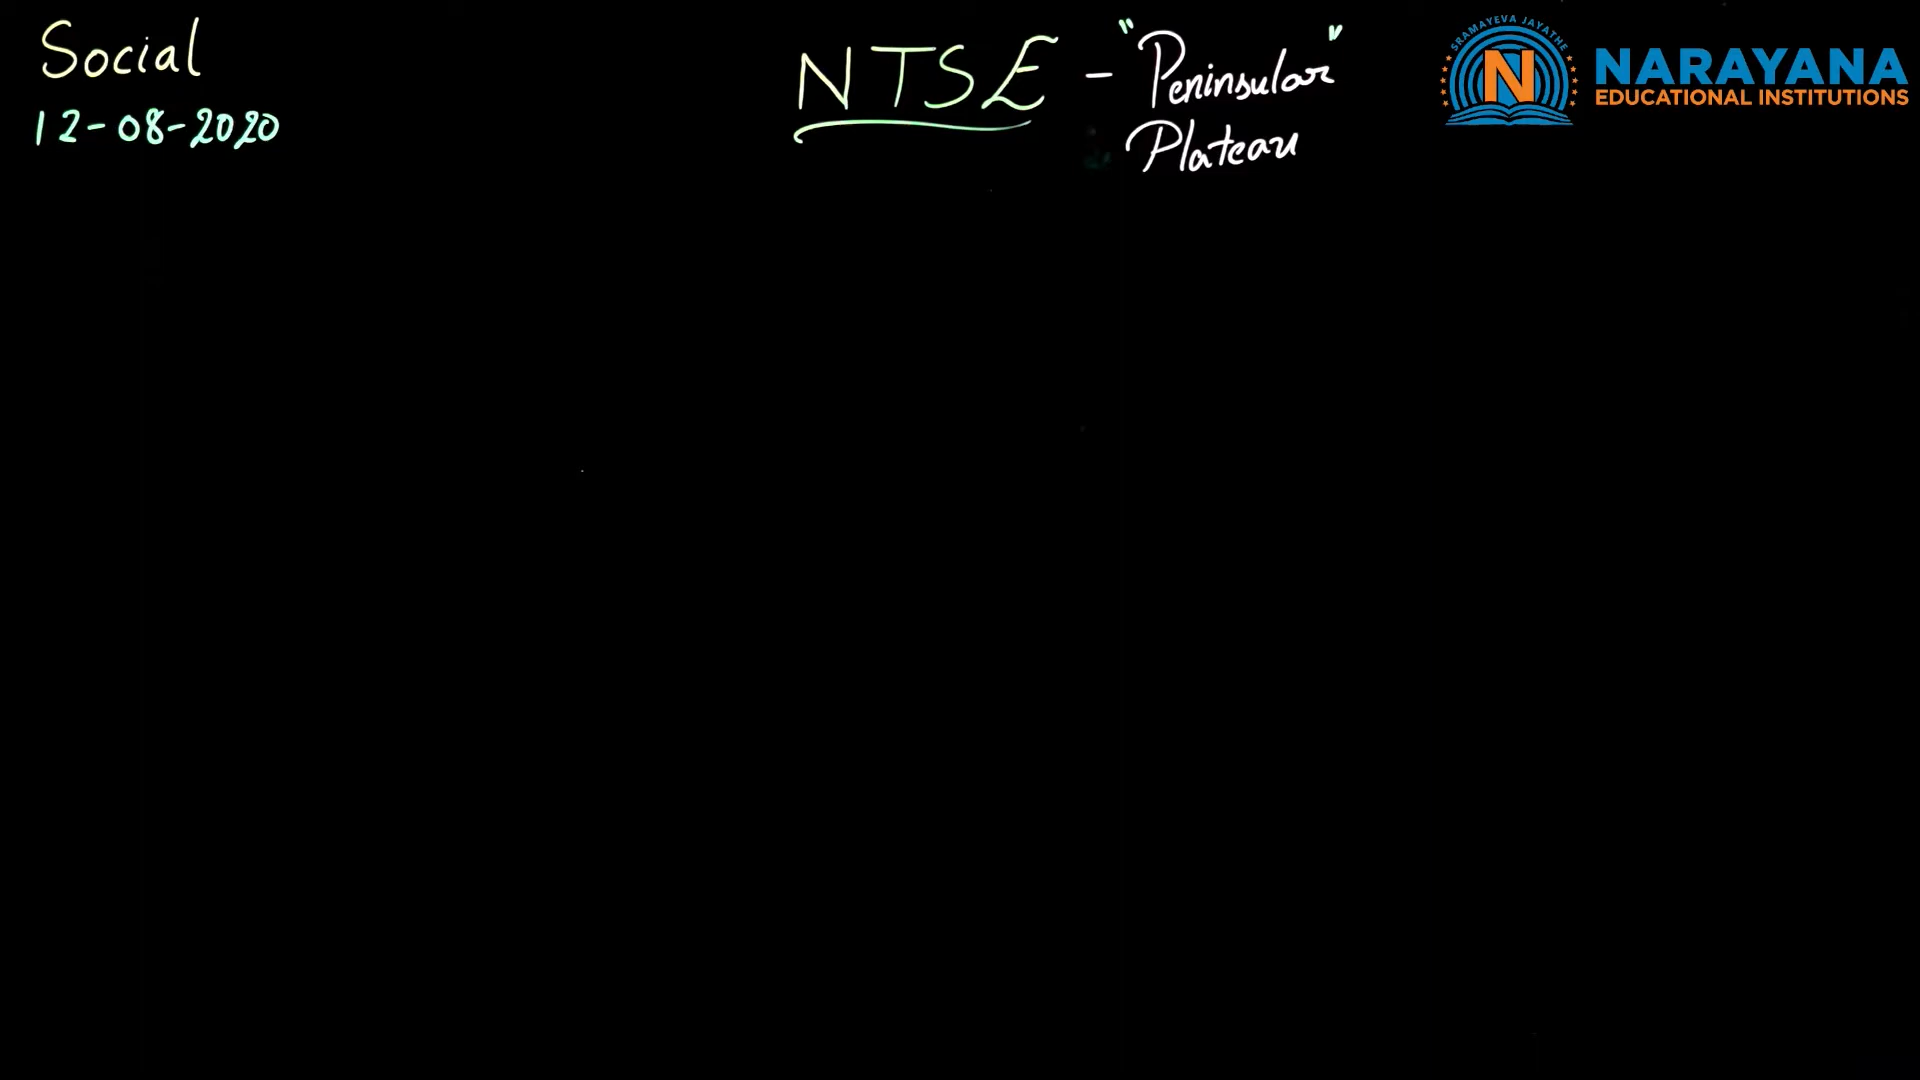 Social
12-08-2020
NTSE - "Peninsular"
Plateau
SRAMAYEVA JAYATHE
N
NARAYANA
EDUCATIONAL INSTITUTIONS